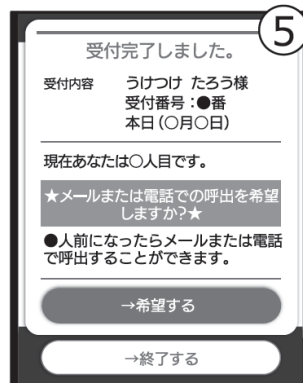 ⑤
受付完了しました。
受付内容 うけつけ たろう様
受付番号:●番
本日(○月○日)
現在あなたは○人目です。
★メールまたは電話での呼出を希望
しますか?★
●人前になったらメールまたは電話
で呼出することができます。
→希望する
→終了する